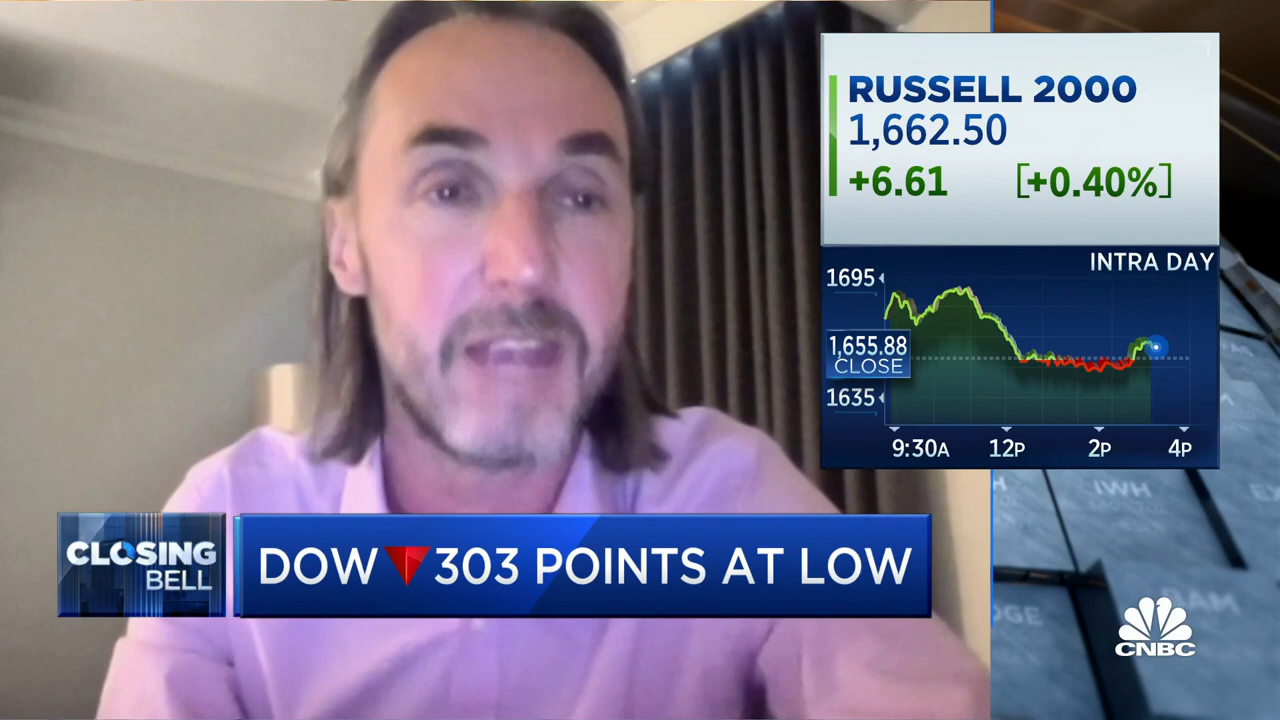 RUSSELL 2000
1,662.50
+6.61 [+0.40%]
INTRA DAY
1695
1,655.88
CLOSE
1635
9:30A 12P 2P 4P
CLOSING
BELL
DOW 303 POINTS AT LOW
IWH
CNBC